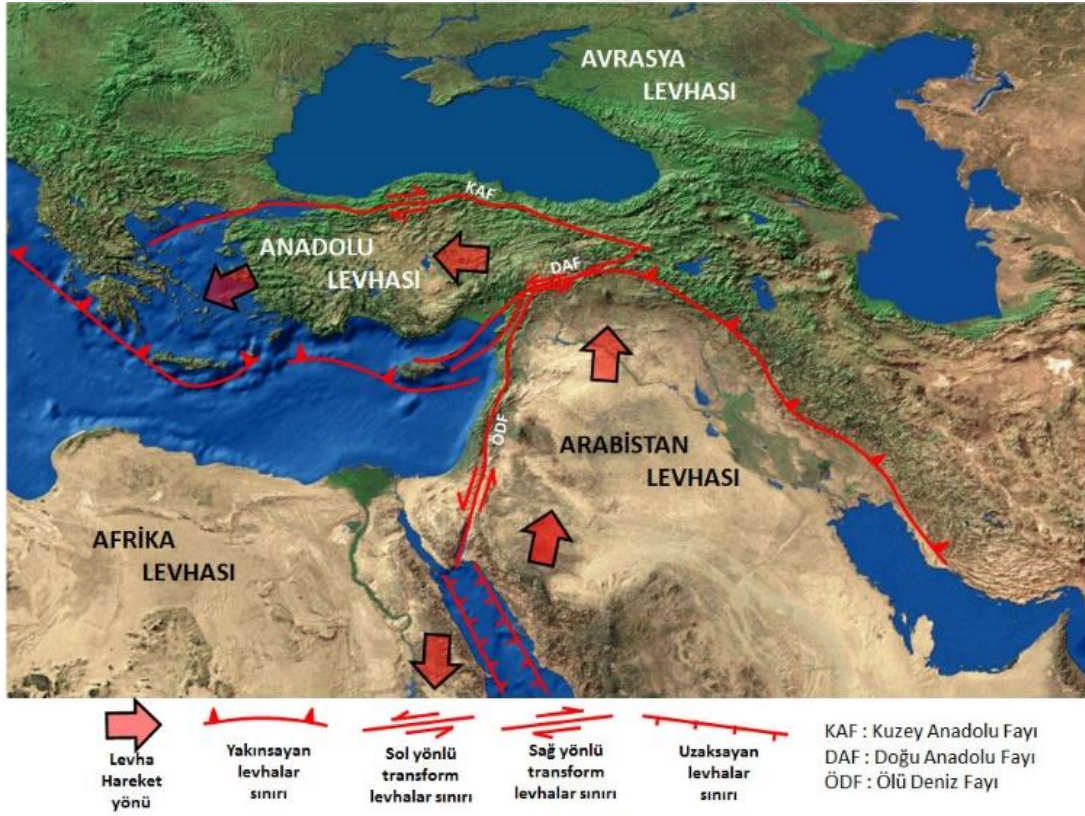 AVRASYA
LEVHASI
KAF
ANADOLU
LEVHASI
DAF
ÖDF
ARABİSTAN
LEVHASI
AFRİKA
LEVHASI
Levha
Hareket
yönü
Yakınsayan
levhalar
sınırı
Sol yönlü
transform
levhalar sınırı
Sağ yönlü
transform
levhalar sınırı
Uzaksayan
levhalar
sınırı
KAF : Kuzey Anadolu Fayı
DAF : Doğu Anadolu Fayı
ÖDF : Ölü Deniz Fayı